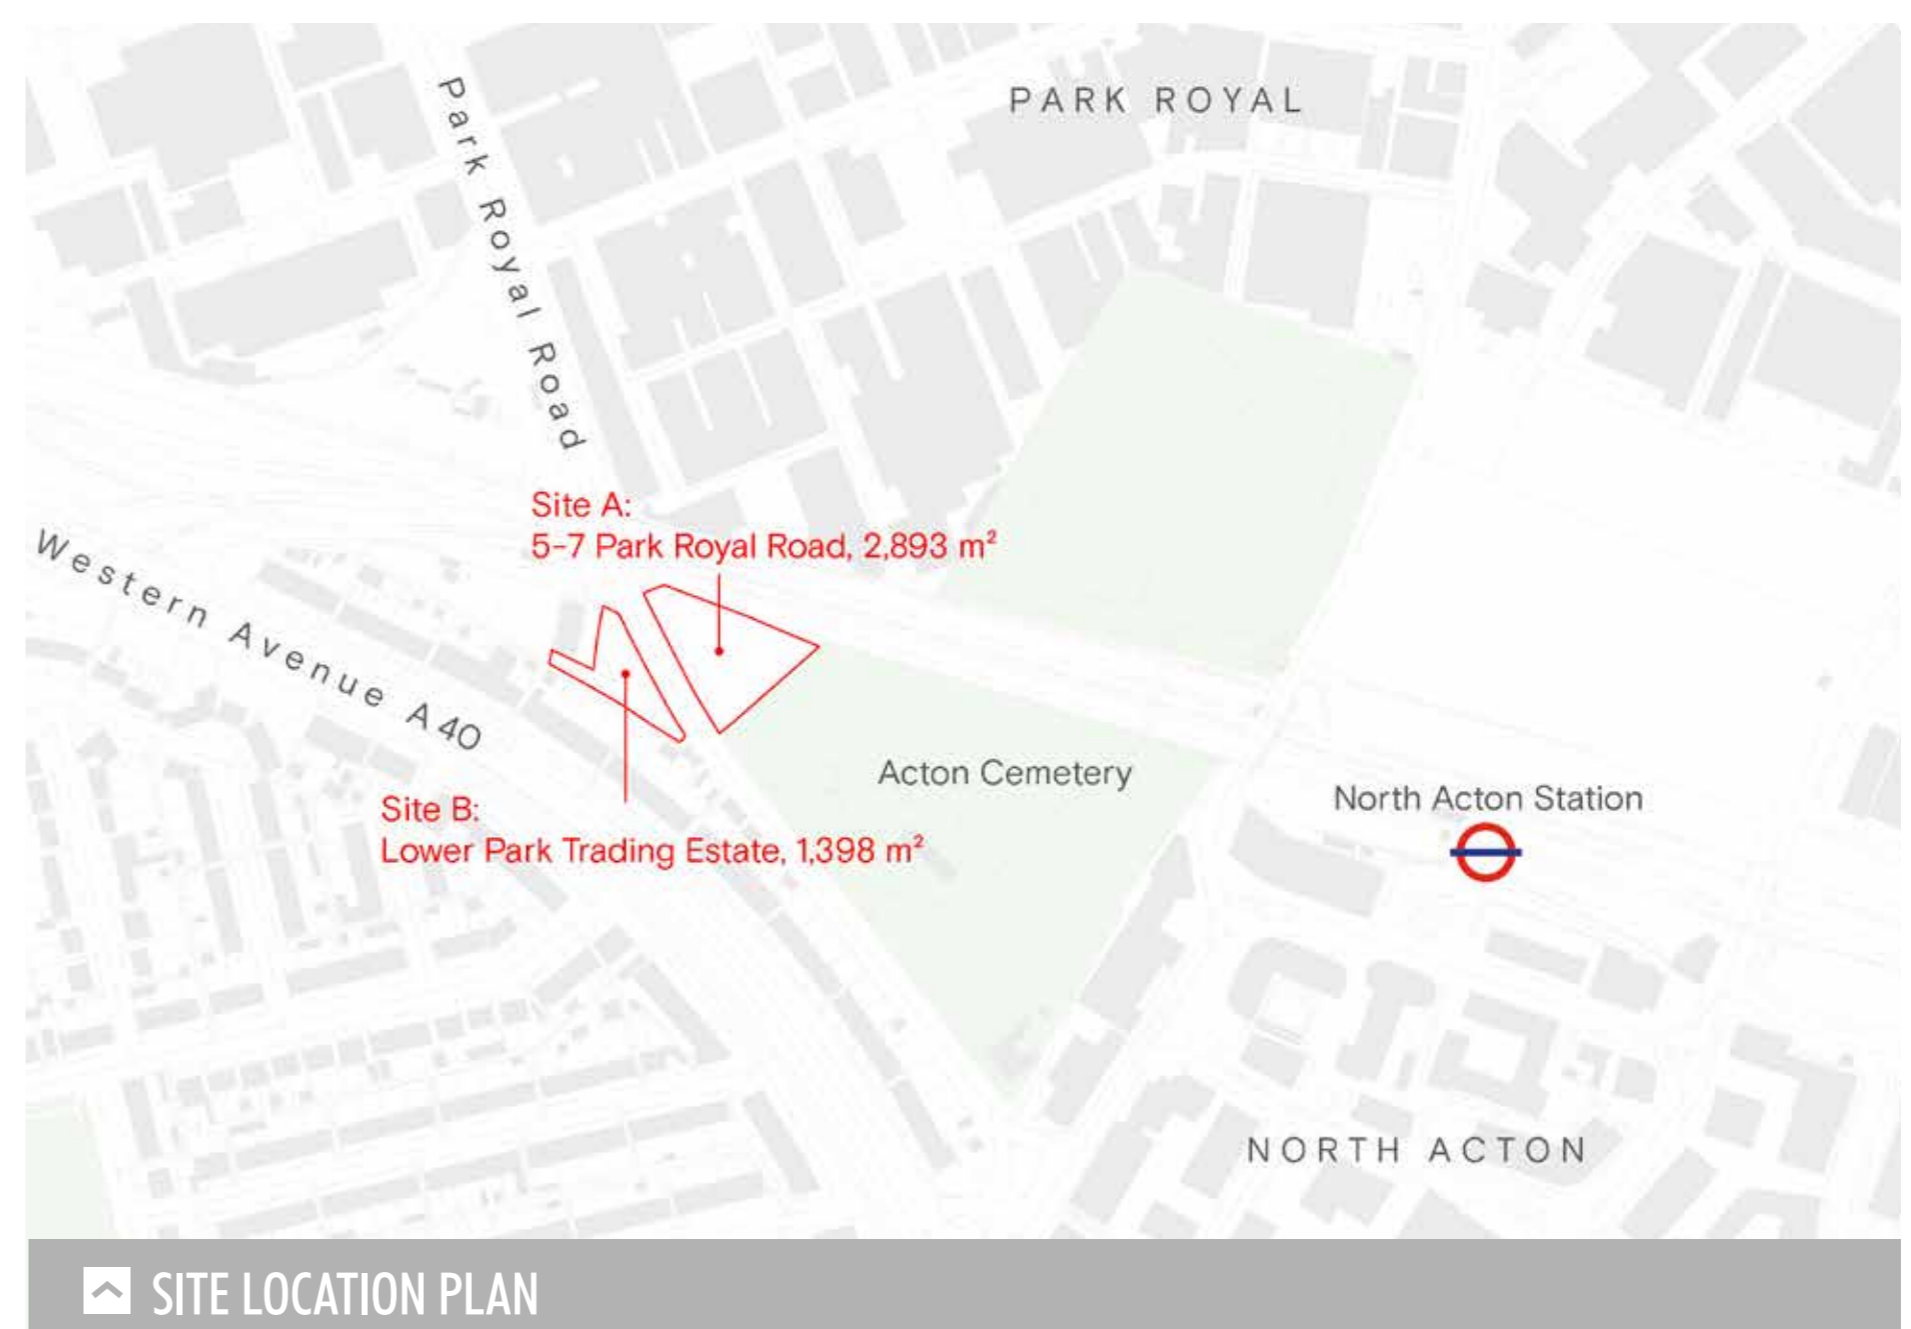 PARK ROYAL
Park Royal Road
Site A:
5-7 Park Royal Road, 2,893 m²
Western Avenue A40
Acton Cemetery
North Acton Station
Site B:
Lower Park Trading Estate, 1,398 m²
NORTH ACTON
SITE LOCATION PLAN